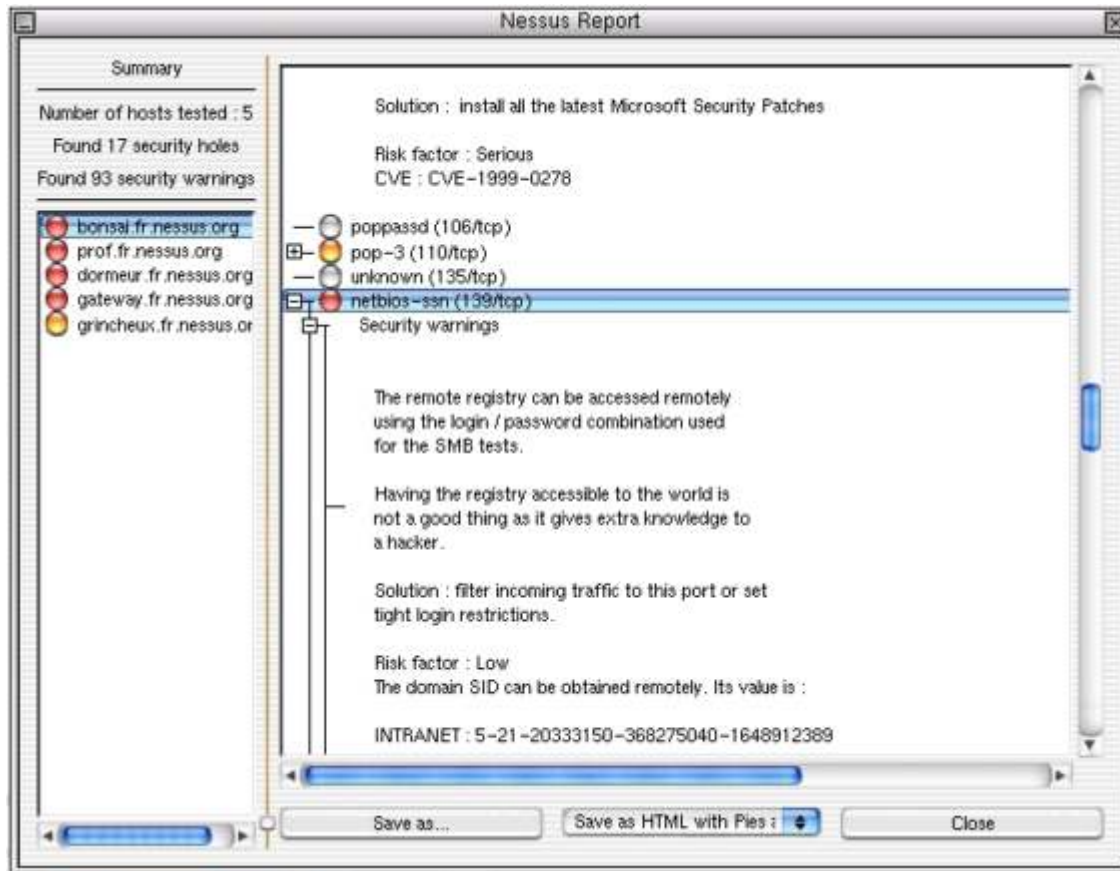 Nessus Report
Summary
Number of hosts tested : 5
Found 17 security holes
Found 93 security warnings
bonsai.fr.nessus.org
prof.fr.nessus.org
dormeur.fr.nessus.org
gateway.fr.nessus.org
grincheux.fr.nessus.or
Solution : install all the latest Microsoft Security Patches
Risk factor : Serious
CVE : CVE-1999-0278
poppassd (106/tcp)
pop-3 (110/tcp)
unknown (135/tcp)
netbios-ssn (139/tcp)
Security warnings
The remote registry can be accessed remotely
using the login / password combination used
for the SMB tests.
Having the registry accessible to the world is
not a good thing as it gives extra knowledge to
a hacker.
Solution : filter incoming traffic to this port or set
tight login restrictions.
Risk factor : Low
The domain SID can be obtained remotely. Its value is :
INTRANET : 5-21-20333150-368275040-1648912389
Save as...
Save as HTML with Pies a
Close